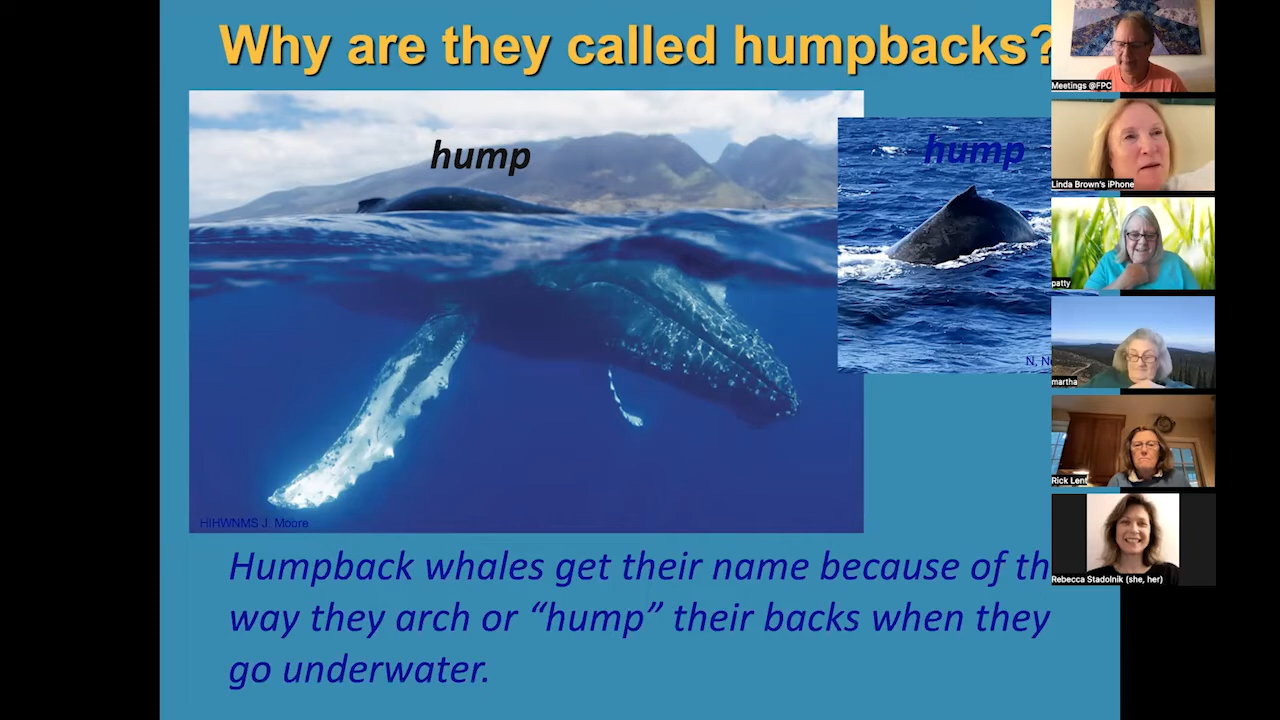 Why are they called humpbacks?
hump
hump
HIHWNMS J. Moore
Humpback whales get their name because of th
way they arch or “hump” their backs when they
go underwater.
Meetings @FPC
Linda Brown's iPhone
patty
martha
Rick Lent
Rebecca Stadolnik (she, her)